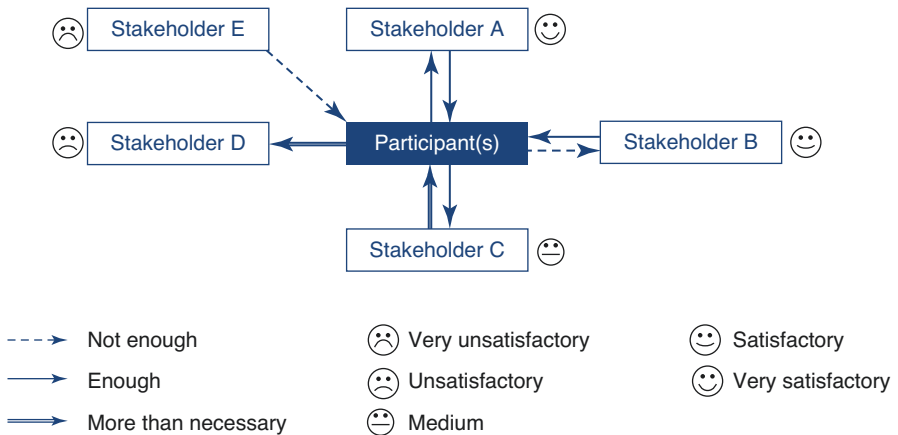 Stakeholder E
Stakeholder A
Stakeholder D
Participant(s)
Stakeholder B
Stakeholder C
Not enough
Very unsatisfactory
Satisfactory
Enough
Unsatisfactory
Very satisfactory
More than necessary
Medium